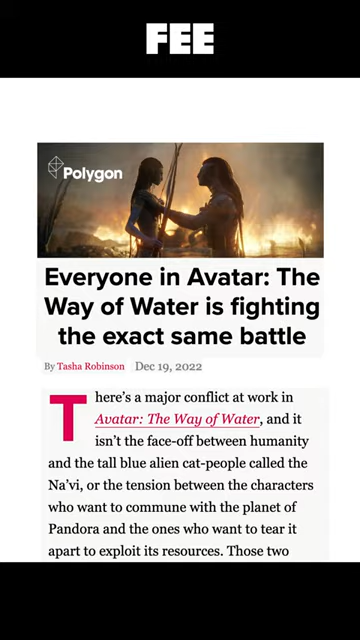 FEE
Polygon
Everyone in Avatar: The
Way of Water is fighting
the exact same battle
By Tasha Robinson Dec 19, 2022
There's a major conflict at work in
Avatar: The Way of Water, and it
isn't the face-off between humanity
and the tall blue alien cat-people called the
Na'vi, or the tension between the characters
who want to commune with the planet of
Pandora and the ones who want to tear it
apart to exploit its resources. Those two